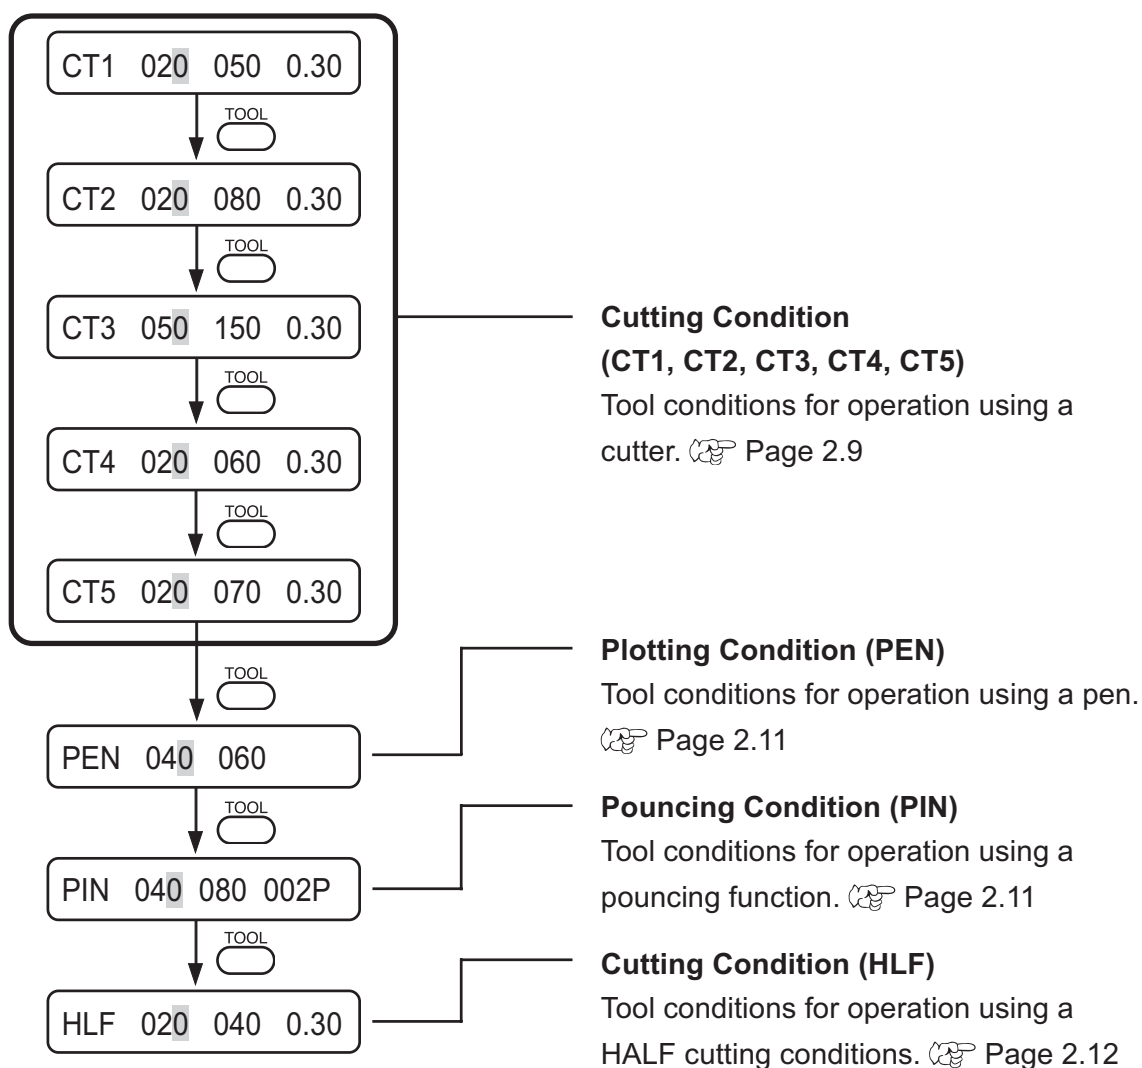 CT1 020 050 0.30
TOOL
CT2 020 080 0.30
TOOL
CT3 050 150 0.30
TOOL
CT4 020 060 0.30
TOOL
CT5 020 070 0.30
TOOL
PEN 040 060
TOOL
PIN 040 080 002P
TOOL
HLF 020 040 0.30
Cutting Condition
(CT1, CT2, CT3, CT4, CT5)
Tool conditions for operation using a
cutter. Page 2.9
Plotting Condition (PEN)
Tool conditions for operation using a pen.
Page 2.11
Pouncing Condition (PIN)
Tool conditions for operation using a
pouncing function. Page 2.11
Cutting Condition (HLF)
Tool conditions for operation using a
HALF cutting conditions. Page 2.12